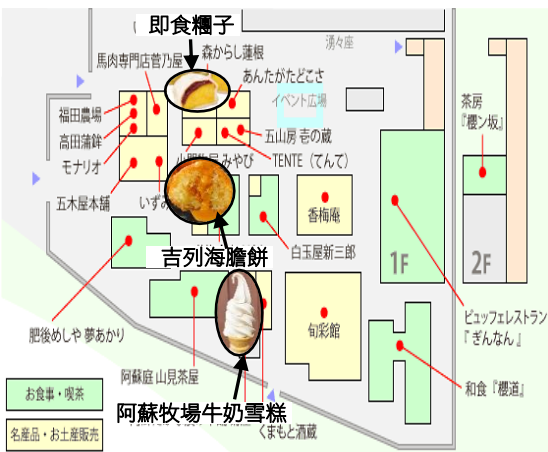 即食糰子
湧々座
森からし蓮根
馬肉専門店菅乃屋
あんたがたどこさ
イベント広場
茶房
『櫻ン坂』
福田農場
高田蒲鉾
モナリオ
五山房 壱の蔵
みやび
TENTE（てんて）
五木屋本舗
いずみ
香梅庵
吉列海膽餅
白玉屋新三郎
1F
2F
肥後めしや 夢あかり
旬彩館
ビュッフェレストラン
『ぎんなん』
阿蘇庭 山見茶屋
和食『櫻道』
お食事・喫茶
阿蘇牧場牛奶雪糕
名産品・お土産販売
くまもと酒蔵